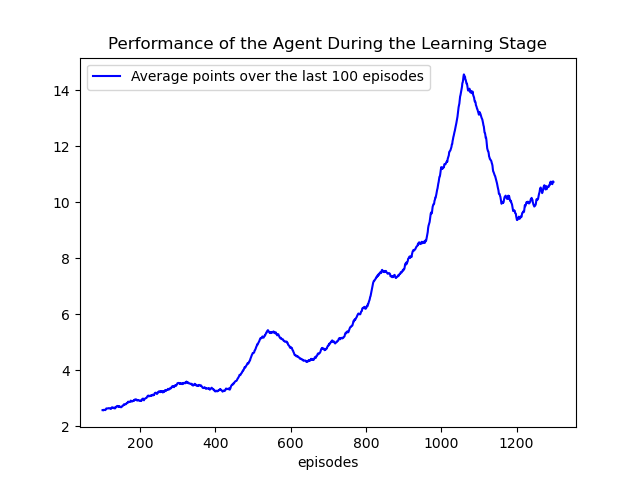 Performance of the Agent During the Learning Stage
Average points over the last 100 episodes
14
12
10
8
6
4
2
200 400 600 800 1000 1200
episodes